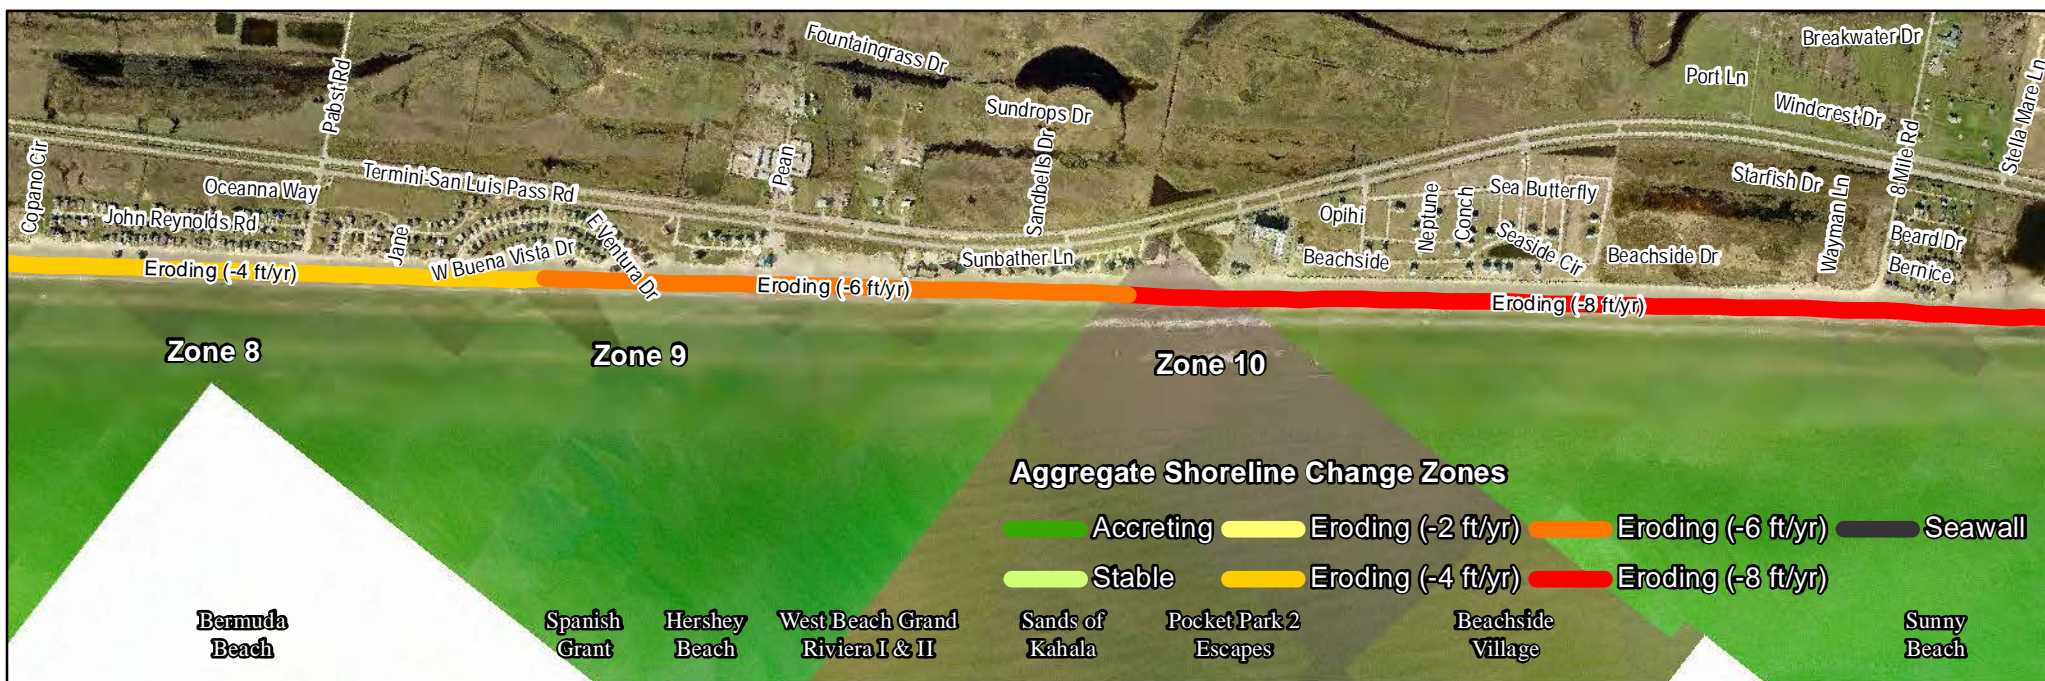 Fountaingrass Dr
Breakwater Dr
Port Ln
Pabst Rd
Sundrops Dr
Windcrest Dr
Stella Mare Ln
Copano Cir
Oceanna Way
Termini-San Luis Pass Rd
Pean
Sandbells Dr
Neptune
Conch
Sea Butterfly
Starfish Dr
8 Mile Rd
John Reynolds Rd
Jane
W Buena Vista Dr
E Ventura Dr
Sunbather Ln
Opihi
Beachside
Seaside Cir
Beachside Dr
Wayman Ln
Beard Dr
Bernice
Eroding (-4 ft/yr)
Eroding (-6 ft/yr)
Eroding (-8 ft/yr)
Zone 8
Zone 9
Zone 10
Aggregate Shoreline Change Zones
Accreting
Eroding (-2 ft/yr)
Eroding (-6 ft/yr)
Seawall
Stable
Eroding (-4 ft/yr)
Eroding (-8 ft/yr)
Bermuda
Beach
Spanish
Grant
Hershey
Beach
West Beach Grand
Riviera I & II
Sands of
Kahala
Pocket Park 2
Escapes
Beachside
Village
Sunny
Beach